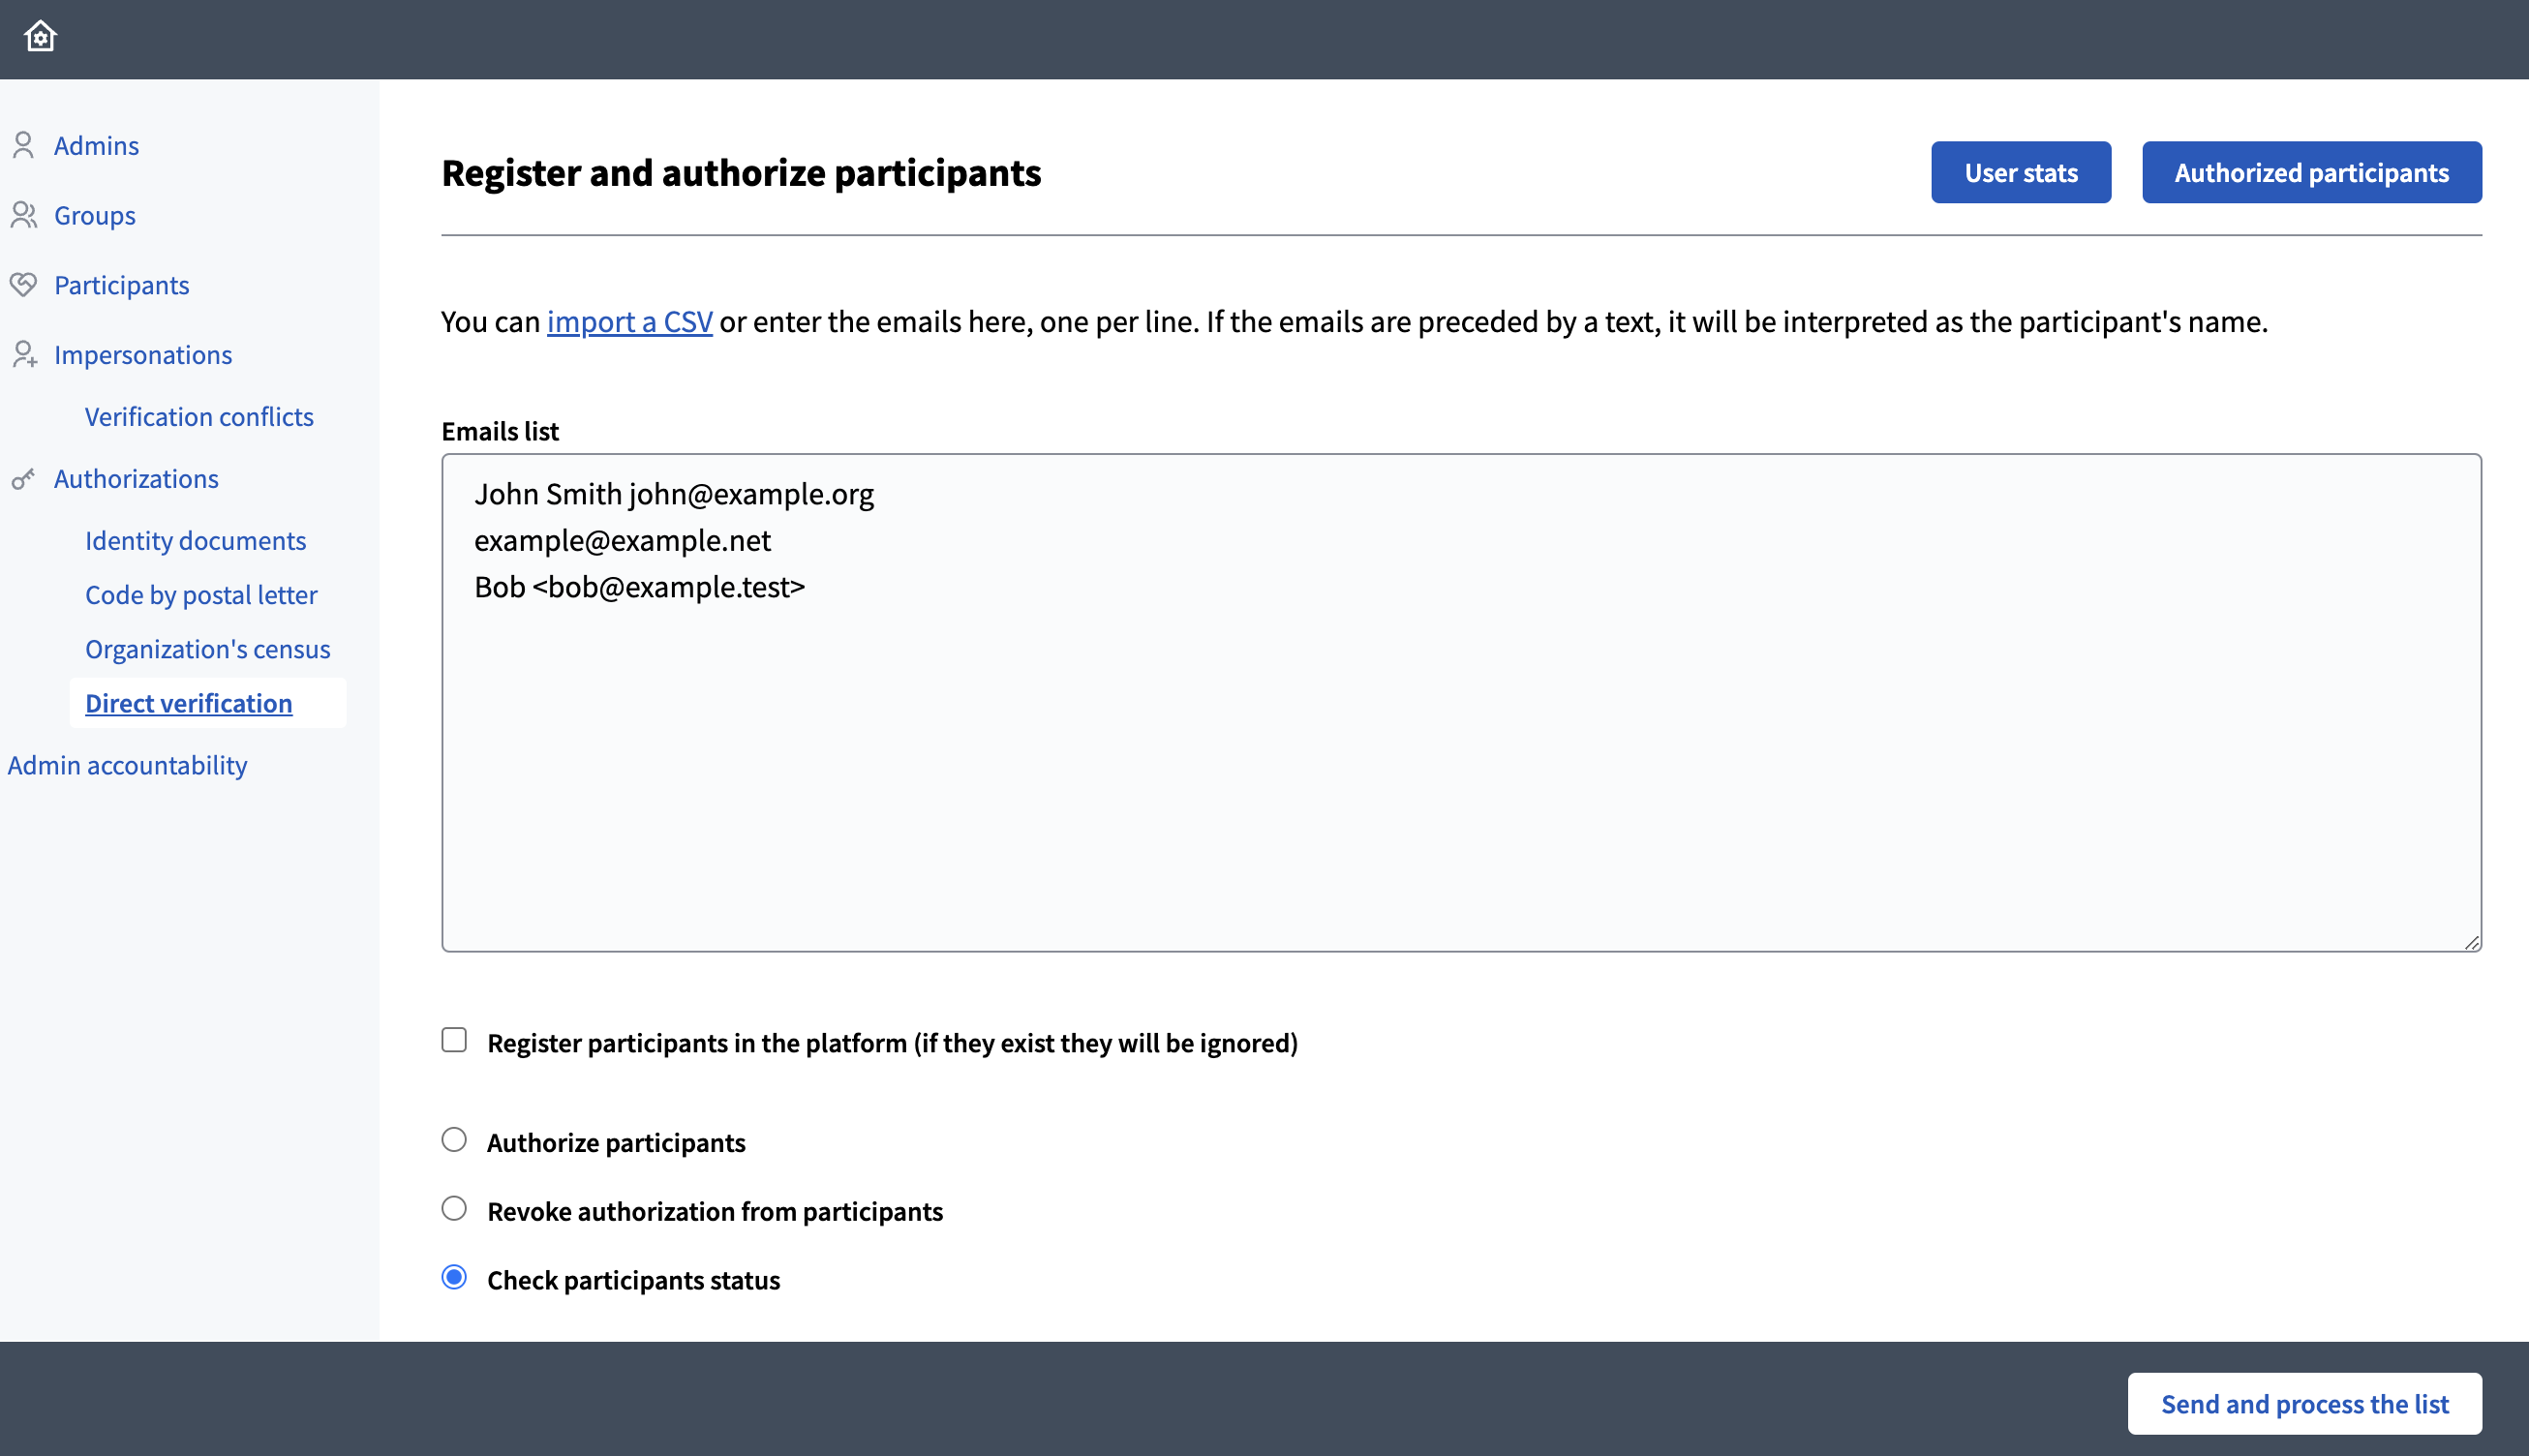 Admins
Groups
Participants
Impersonations
Verification conflicts
Authorizations
Identity documents
Code by postal letter
Organization's census
Direct verification
Admin accountability
Register and authorize participants
User stats
Authorized participants
You can import a CSV or enter the emails here, one per line. If the emails are preceded by a text, it will be interpreted as the participant's name.
Emails list
John Smith john@example.org
example@example.net
Bob <bob@example.test>
Register participants in the platform (if they exist they will be ignored)
Authorize participants
Revoke authorization from participants
Check participants status
Send and process the list